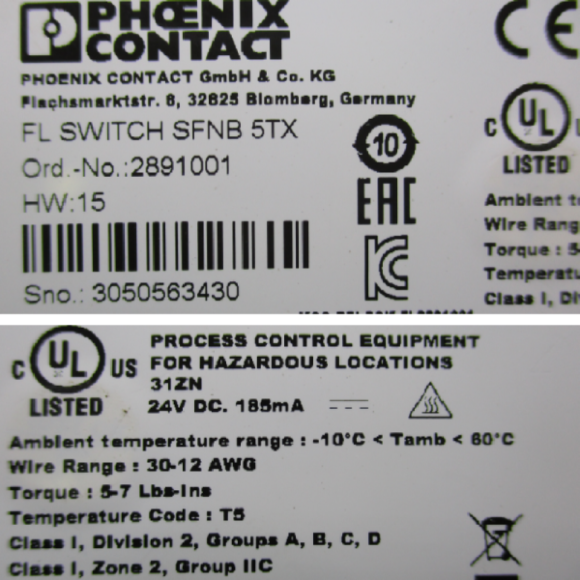 PHŒNIX
CONTACT
PHOENIX CONTACT GmbH & Co. KG
Flachsmarktstr. 8, 32825 Blomberg, Germany
FL SWITCH SFNB 5TX
Ord.-No.:2891001
HW:15
Sno.: 3050563430
10
EAC
CE
C UL
LISTED
Ambient t
Wire Rang
Torque : 5-
Temperatu
Class I, Di
C UL US
LISTED
PROCESS CONTROL EQUIPMENT
FOR HAZARDOUS LOCATIONS
31ZN
24V DC. 185mA
Ambient temperature range : -10°C < Tamb < 60°C
Wire Range : 30-12 AWG
Torque : 5-7 Lbs-Ins
Temperature Code : T5
Class I, Division 2, Groups A, B, C, D
Class I, Zone 2, Group IIC